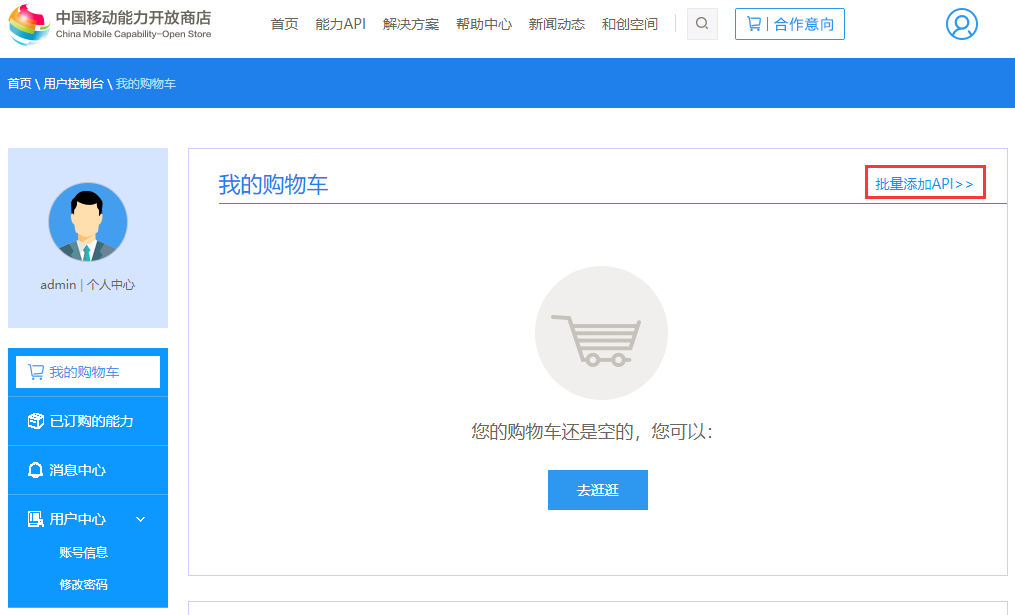 中国移动能力开放商店
China Mobile Capability-Open Store
首页 能力API 解决方案 帮助中心 新闻动态 和创空间 合作意向
首页 \ 用户控制台 \ 我的购物车
admin | 个人中心
我的购物车
已订购的能力
消息中心
用户中心
账号信息
修改密码
我的购物车 批量添加API>>
您的购物车还是空的，您可以：
去逛逛